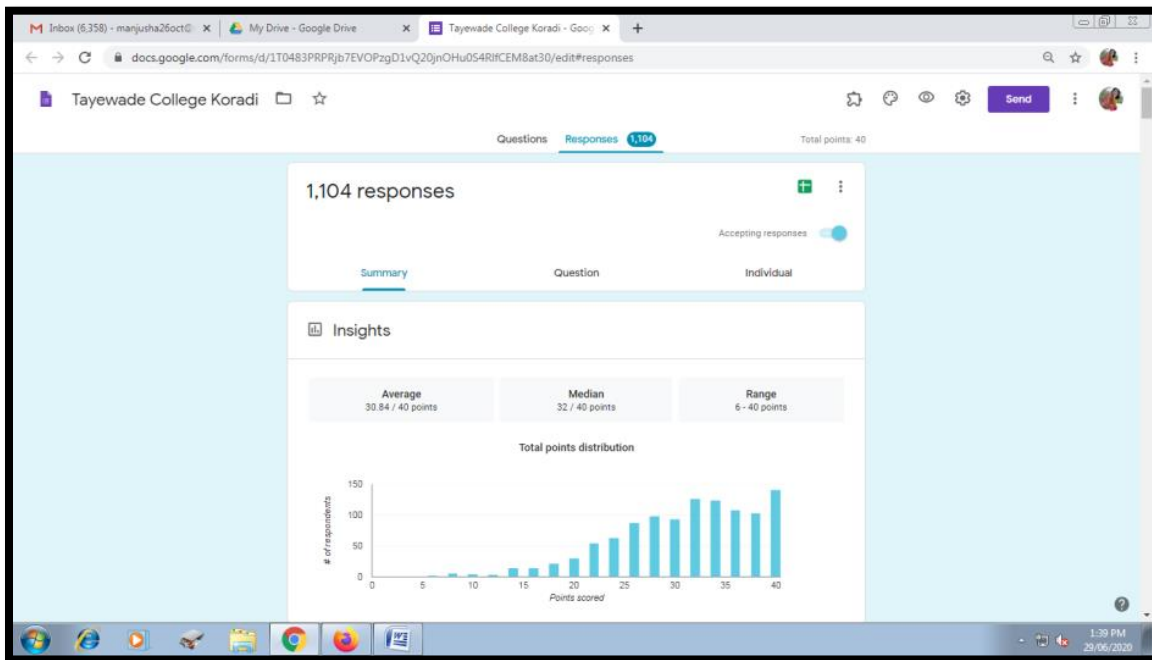 Inbox (6,358) - manjusha26oct@
My Drive - Google Drive
Tayewade College Koradi - Goog
docs.google.com/forms/d/1T0483PRPRjb7EVOPzgD1vQ20jnOHu0S4RlfCEM8at30/edit#responses
Tayewade College Koradi
Send
Questions Responses 1,104
Total points: 40
1,104 responses
Accepting responses
Summary Question Individual
Insights
Average Median Range
30.84 / 40 points 32 / 40 points 6 - 40 points
Total points distribution
# of respondents
150
100
50
0
0 5 10 15 20 25 30 35 40
Points scored
1:39 PM
29/06/2020